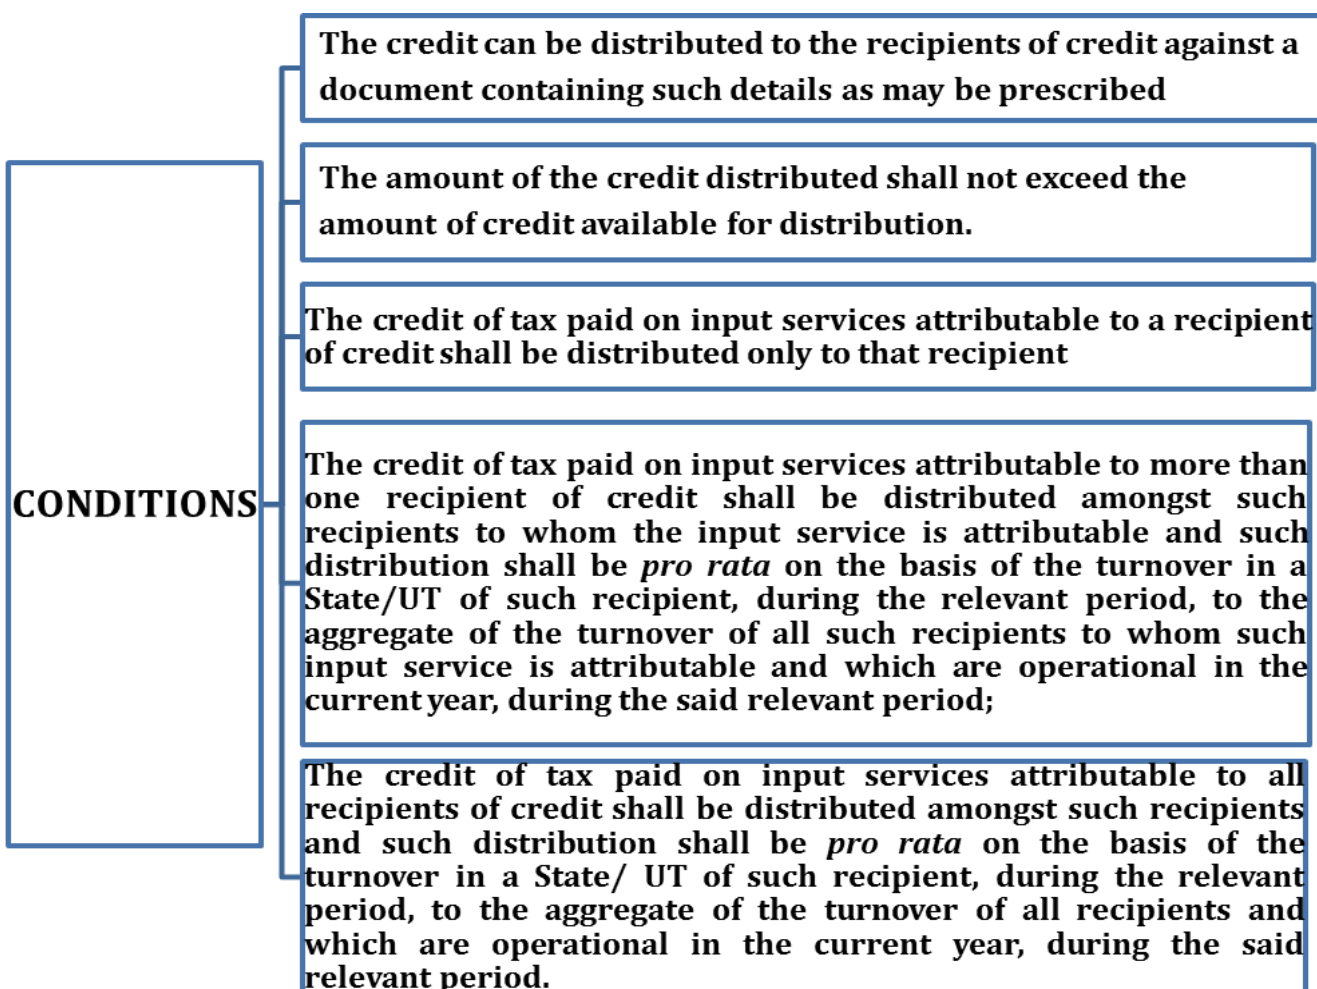 CONDITIONS
The credit can be distributed to the recipients of credit against a
document containing such details as may be prescribed
The amount of the credit distributed shall not exceed the
amount of credit available for distribution.
The credit of tax paid on input services attributable to a recipient
of credit shall be distributed only to that recipient
The credit of tax paid on input services attributable to more than
one recipient of credit shall be distributed amongst such
recipients to whom the input service is attributable and such
distribution shall be pro rata on the basis of the turnover in a
State/UT of such recipient, during the relevant period, to the
aggregate of the turnover of all such recipients to whom such
input service is attributable and which are operational in the
current year, during the said relevant period;
The credit of tax paid on input services attributable to all
recipients of credit shall be distributed amongst such recipients
and such distribution shall be pro rata on the basis of the
turnover in a State/ UT of such recipient, during the relevant
period, to the aggregate of the turnover of all recipients and
which are operational in the current year, during the said
relevant period.